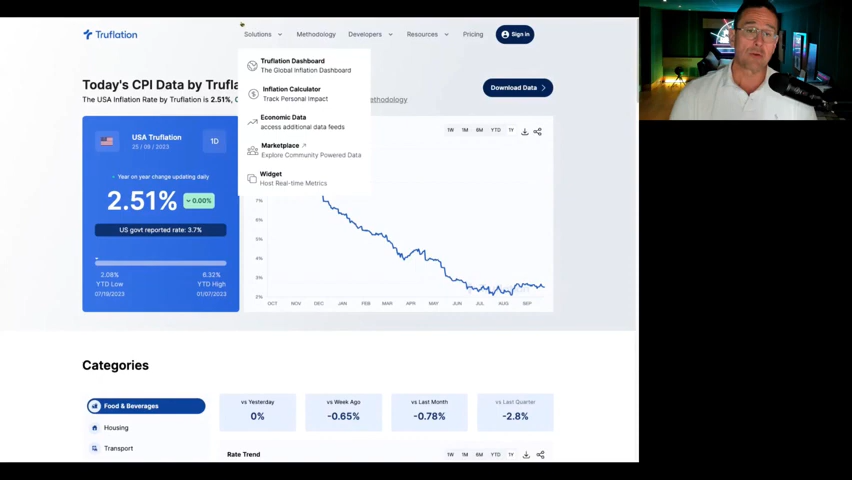 Truflation
Solutions
Methodology
Developers
Resources
Pricing
Sign in
Truflation Dashboard
The Global Inflation Dashboard
Inflation Calculator
Track Personal Impact
Economic Data
access additional data feeds
Marketplace
Explore Community Powered Data
Widget
Host Real-time Metrics
Today's CPI Data by Trufla
The USA Inflation Rate by Truflation is 2.51%, 0
ethodology
Download Data
USA Truflation
25 / 09 / 2023
1D
Year on year change updating daily
2.51%
0.00%
US govt reported rate: 3.7%
2.08%
6.32%
YTD Low
YTD High
07/19/2023
01/07/2023
1W 1M 6M YTD 1Y
7%
6%
5%
4%
3%
2%
OCT NOV DEC JAN FEB MAR APR MAY JUN JUL AUG SEP
Categories
Food & Beverages
Housing
Transport
vs Yesterday
0%
vs Week Ago
-0.65%
vs Last Month
-0.78%
vs Last Quarter
-2.8%
Rate Trend
1W 1M 6M YTD 1Y